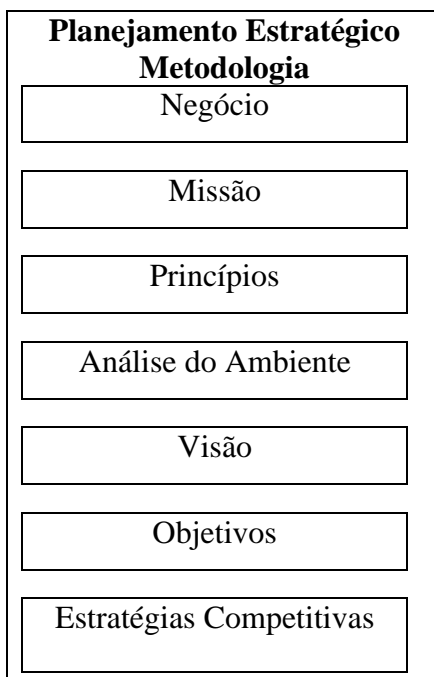 Planejamento Estratégico
Metodologia
Negócio
Missão
Princípios
Análise do Ambiente
Visão
Objetivos
Estratégias Competitivas